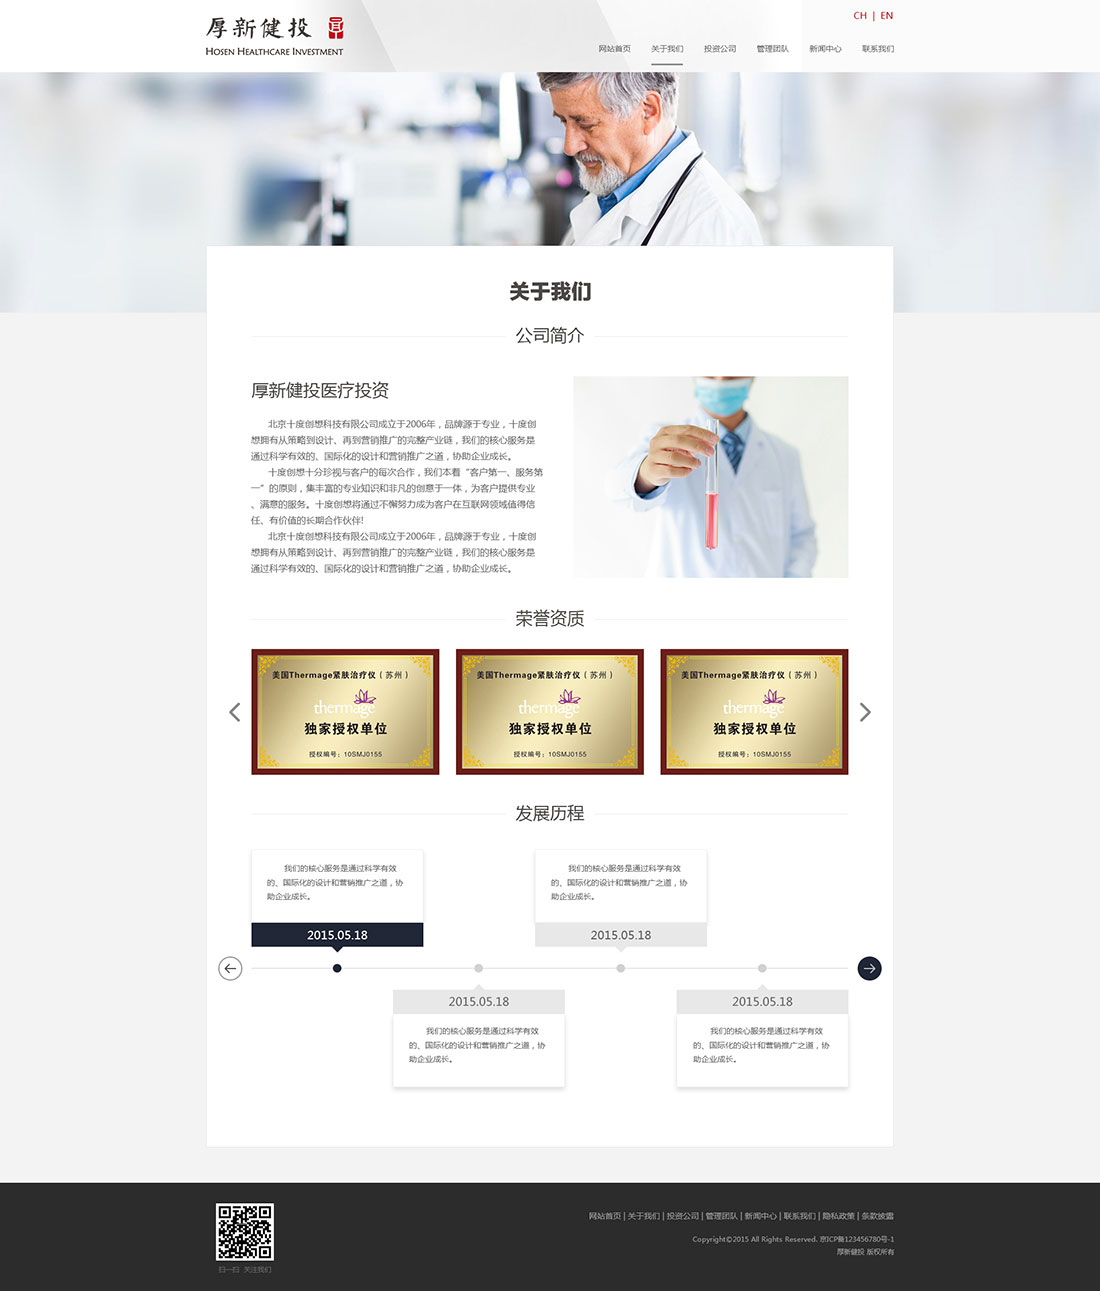 厚新健投
HOSEN HEALTHCARE INVESTMENT
CH | EN
网站首页 关于我们 投资公司 管理团队 新闻中心 联系我们
关于我们
公司简介
厚新健投医疗投资
北京十度创想科技有限公司成立于2006年，品牌源于专业，十度创
想拥有从策略到设计、再到营销推广的完整产业链，我们的核心服务是
通过科学有效的、国际化的设计和营销推广之道，协助企业成长。
十度创想十分珍视与客户的每次合作，我们本着“客户第一、服务第
一”的原则，集丰富的专业知识和非凡的创意于一体，为客户提供专业
、满意的服务。十度创想将通过不懈努力成为客户在互联网领域值得信
任、有价值的长期合作伙伴!
北京十度创想科技有限公司成立于2006年，品牌源于专业，十度创
想拥有从策略到设计、再到营销推广的完整产业链，我们的核心服务是
通过科学有效的、国际化的设计和营销推广之道，协助企业成长。
荣誉资质
美国Thermage紧肤治疗仪（苏州）
thermage
独家授权单位
授权编号：10SMJ0155
美国Thermage紧肤治疗仪（苏州）
thermage
独家授权单位
授权编号：10SMJ0155
美国Thermage紧肤治疗仪（苏州）
thermage
独家授权单位
授权编号：10SMJ0155
发展历程
我们的核心服务是通过科学有效
的、国际化的设计和营销推广之道，协
助企业成长。
2015.05.18
我们的核心服务是通过科学有效
的、国际化的设计和营销推广之道，协
助企业成长。
2015.05.18
2015.05.18
我们的核心服务是通过科学有效
的、国际化的设计和营销推广之道，协
助企业成长。
2015.05.18
我们的核心服务是通过科学有效
的、国际化的设计和营销推广之道，协
助企业成长。
扫一扫 关注我们
网站首页 | 关于我们 | 投资公司 | 管理团队 | 新闻中心 | 联系我们 | 隐私政策 | 条款披露
Copyright©2015 All Rights Reserved. 京ICP备123456780号-1
厚新健投 版权所有